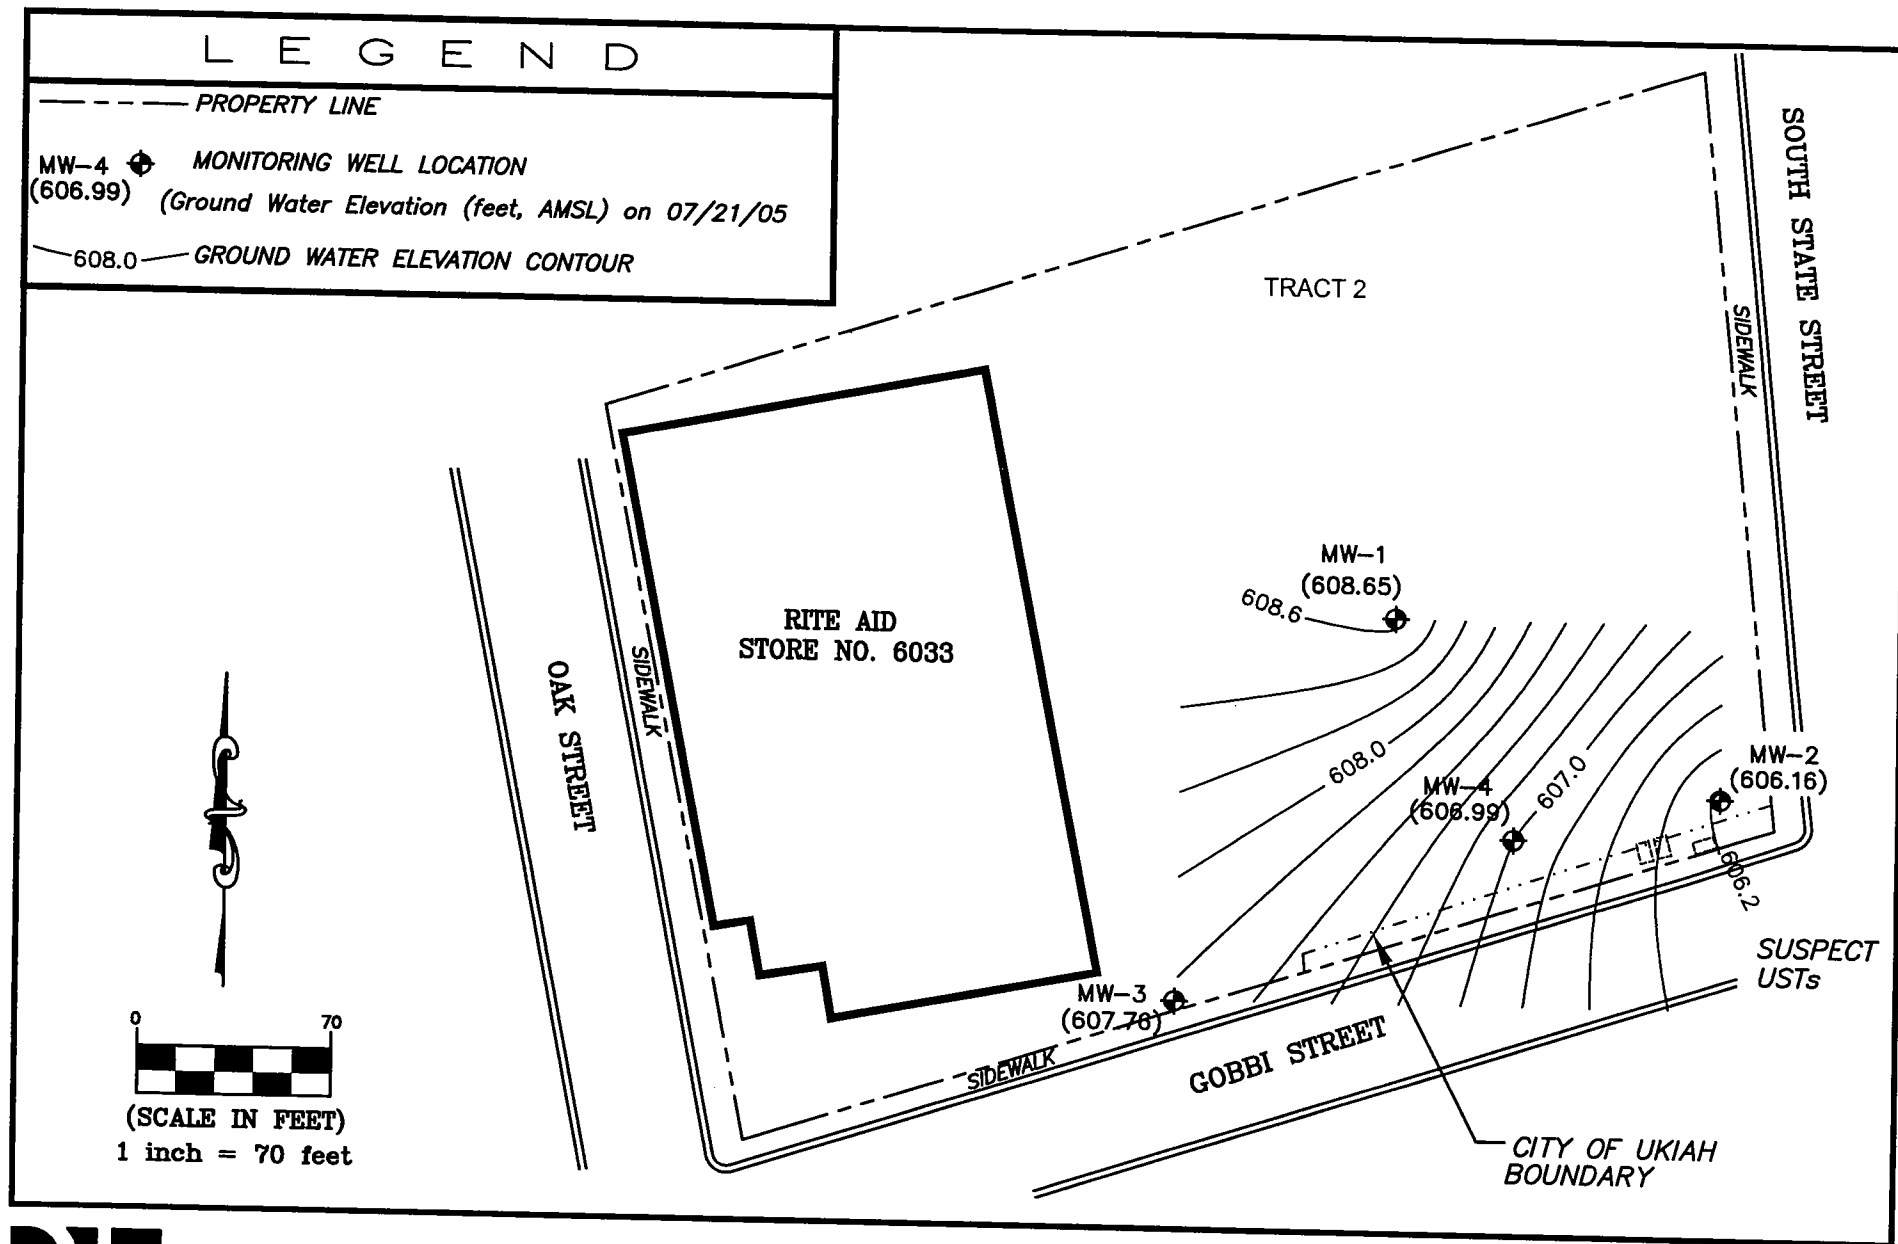 LEGEND
PROPERTY LINE
MW-4 MONITORING WELL LOCATION
(606.99) (Ground Water Elevation (feet, AMSL) on 07/21/05
608.0 GROUND WATER ELEVATION CONTOUR
TRACT 2
SOUTH STATE STREET
SIDEWALK
MW-1
(608.65)
608.6
RITE AID
STORE NO. 6033
SIDEWALK
OAK STREET
608.0
607.0
MW-2
(606.16)
MW-4
(606.99)
606.2
SUSPECT
USTs
MW-3
(607.76)
SIDEWALK
GOBBI STREET
CITY OF UKIAH
BOUNDARY
0 70
(SCALE IN FEET)
1 inch = 70 feet